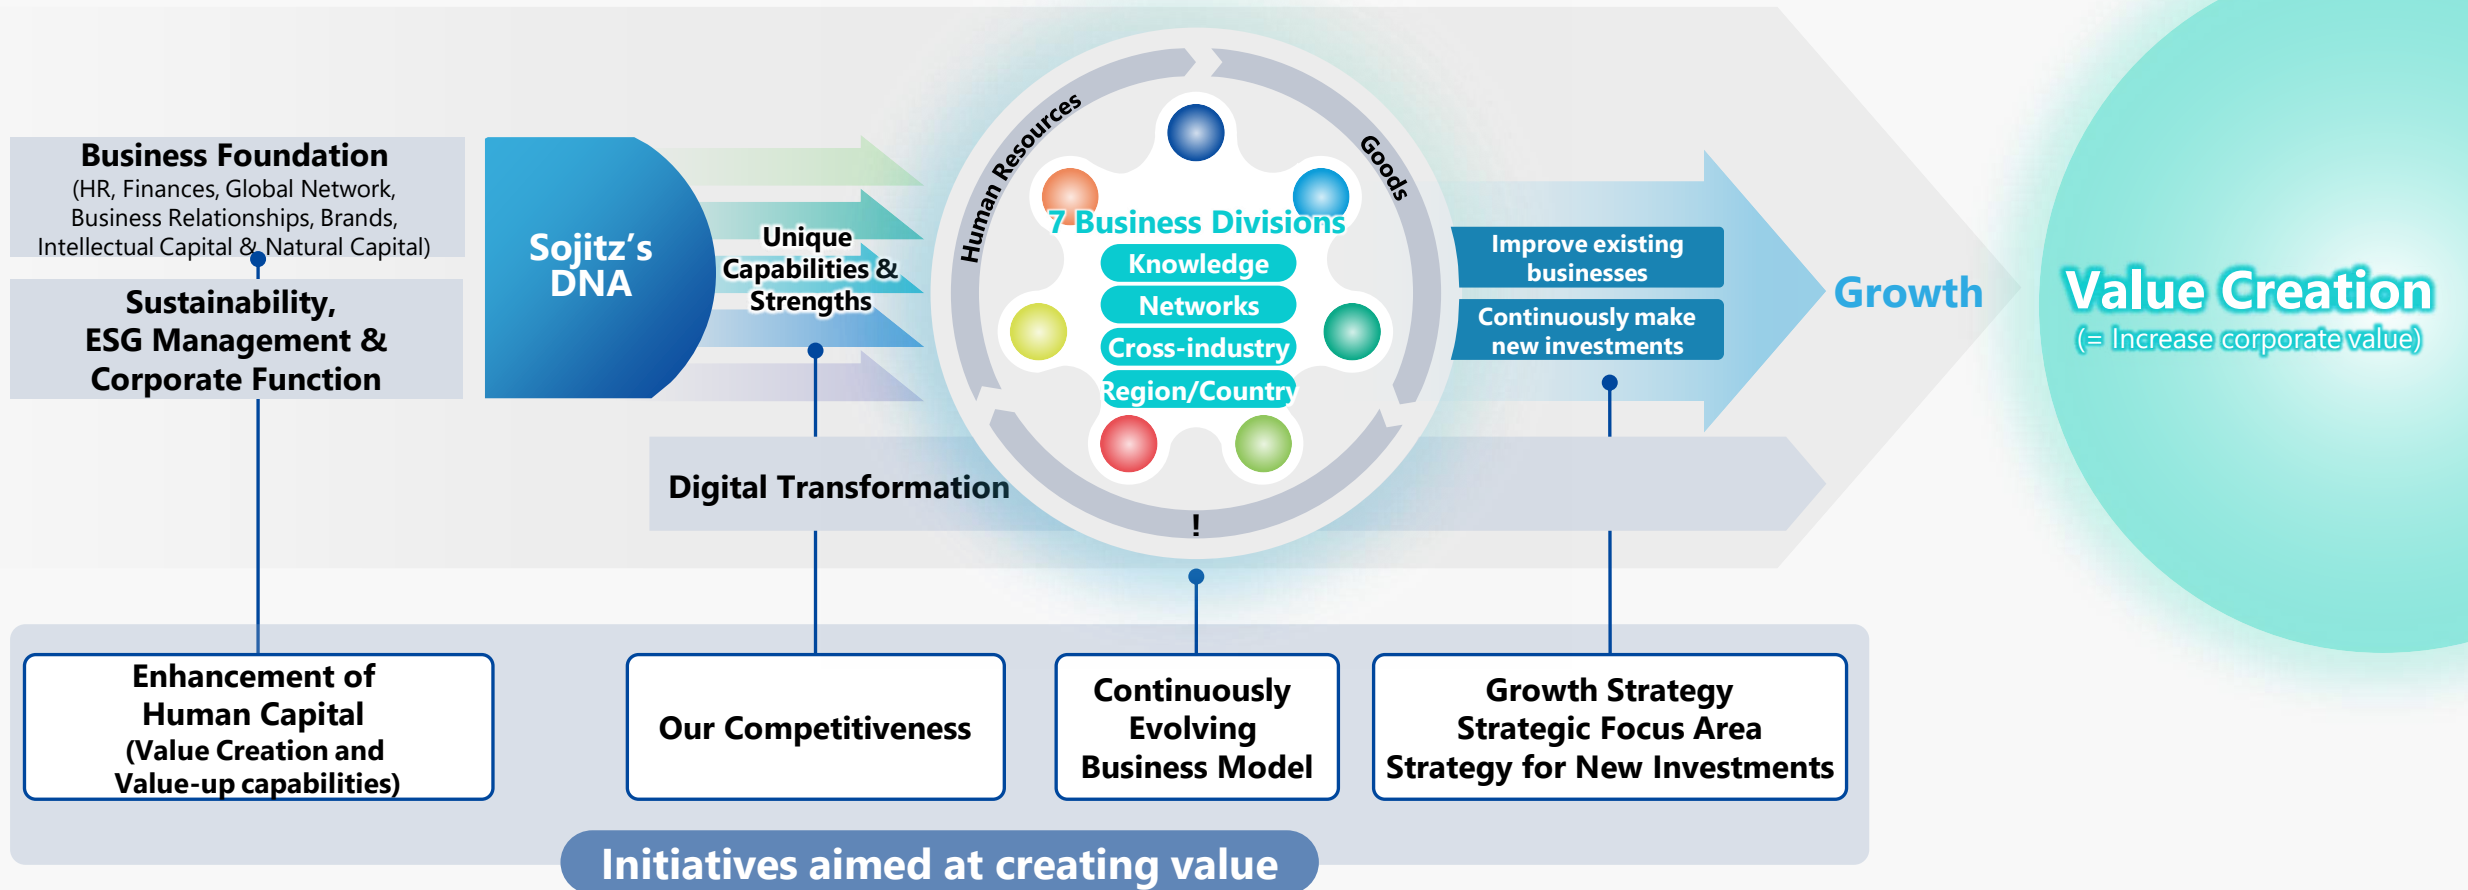 Business Foundation
(HR, Finances, Global Network,
Business Relationships, Brands,
Intellectual Capital & Natural Capital)
Sustainability,
ESG Management &
Corporate Function
Sojitz’s
DNA
Unique
Capabilities &
Strengths
Human Resources
Goods
7 Business Divisions
Knowledge
Networks
Cross-industry
Region/Country
!
Digital Transformation
Improve existing
businesses
Continuously make
new investments
Growth
Value Creation
(= Increase corporate value)
Enhancement of
Human Capital
(Value Creation and
Value-up capabilities)
Our Competitiveness
Continuously
Evolving
Business Model
Growth Strategy
Strategic Focus Area
Strategy for New Investments
Initiatives aimed at creating value